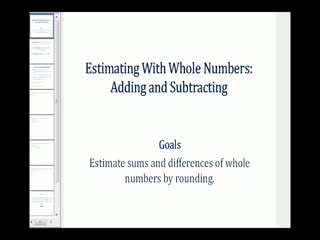 Estimating With Whole Numbers:
Adding and Subtracting
Goals
Estimate sums and differences of whole
numbers by rounding.